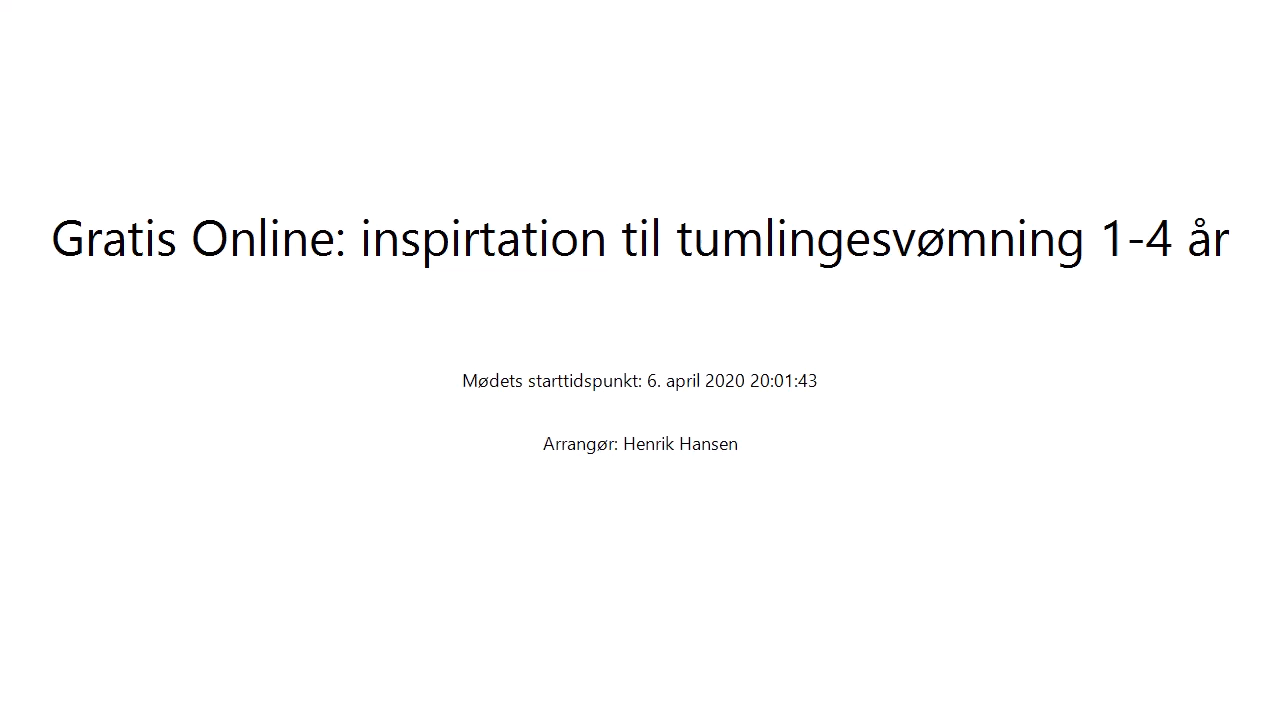 Gratis Online: inspirtation til tumlingesvømning 1-4 år
Mødets starttidspunkt: 6. april 2020 20:01:43
Arrangør: Henrik Hansen